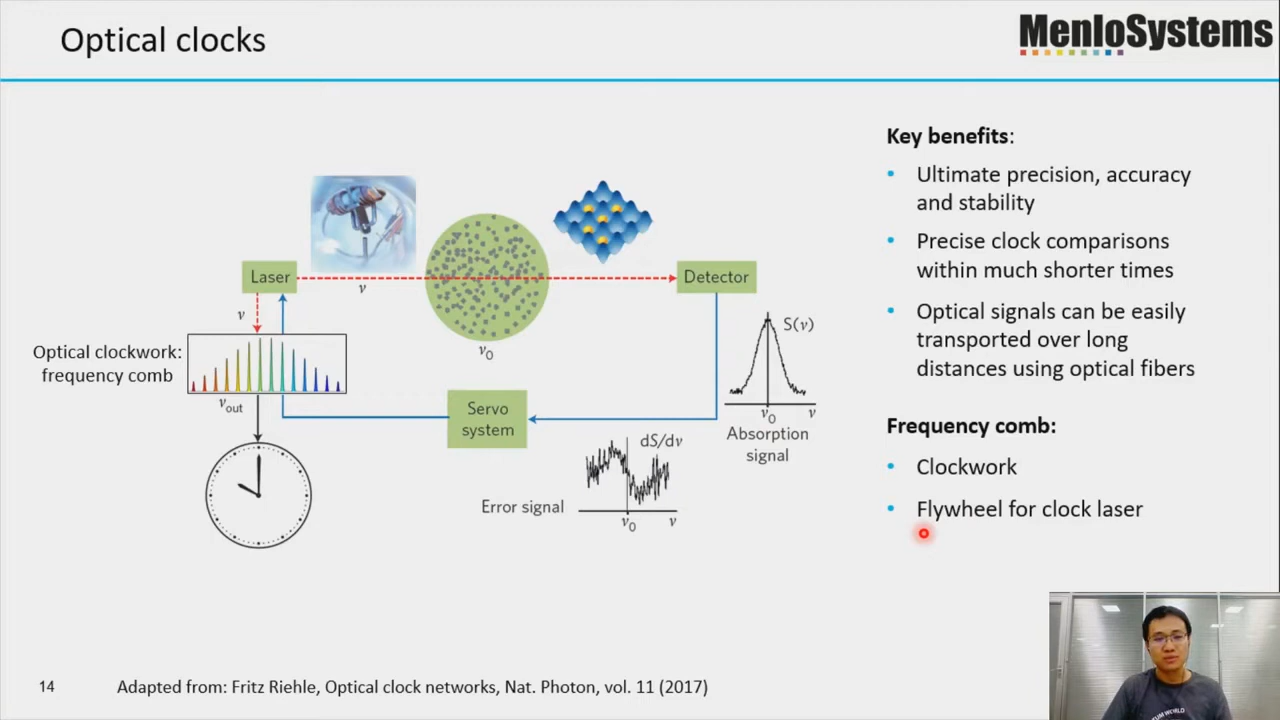 Optical clocks
MenloSystems
Key benefits:
• Ultimate precision, accuracy
and stability
• Precise clock comparisons
within much shorter times
• Optical signals can be easily
transported over long
distances using optical fibers
Frequency comb:
• Clockwork
• Flywheel for clock laser
Laser
ν
ν
ν₀
Detector
Optical clockwork:
frequency comb
ν_out
Servo
system
S(ν)
ν₀ ν
Absorption
signal
dS/dν
Error signal
ν₀ ν
14
Adapted from: Fritz Riehle, Optical clock networks, Nat. Photon, vol. 11 (2017)